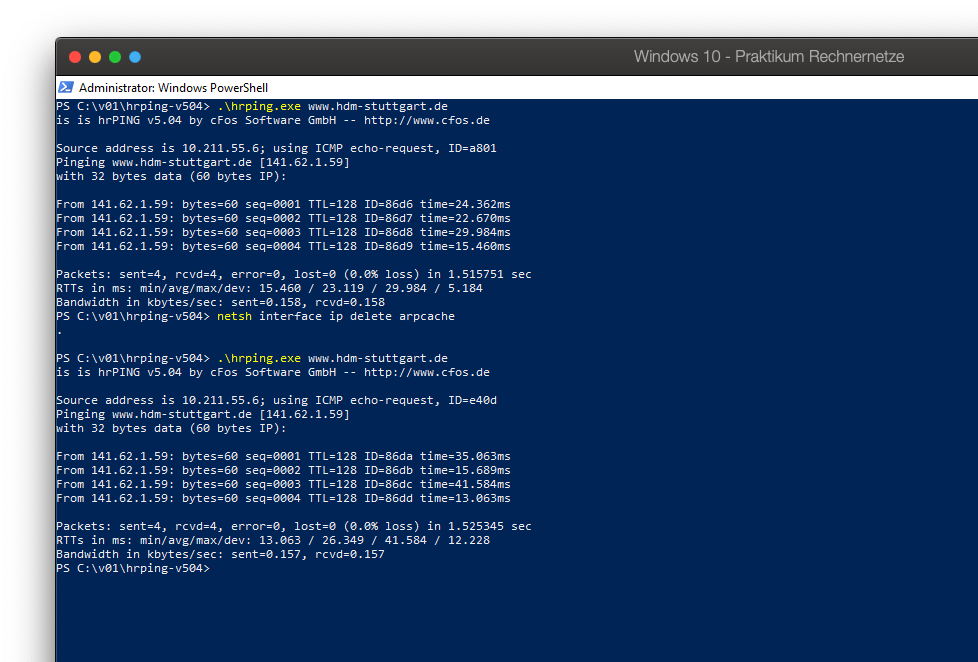 Windows 10 - Praktikum Rechnernetze
Administrator: Windows PowerShell
PS C:\v01\hrping-v504> .\hrping.exe www.hdm-stuttgart.de
is is hrPING v5.04 by cFos Software GmbH -- http://www.cfos.de
Source address is 10.211.55.6; using ICMP echo-request, ID=a801
Pinging www.hdm-stuttgart.de [141.62.1.59]
with 32 bytes data (60 bytes IP):
From 141.62.1.59: bytes=60 seq=0001 TTL=128 ID=86d6 time=24.362ms
From 141.62.1.59: bytes=60 seq=0002 TTL=128 ID=86d7 time=22.670ms
From 141.62.1.59: bytes=60 seq=0003 TTL=128 ID=86d8 time=29.984ms
From 141.62.1.59: bytes=60 seq=0004 TTL=128 ID=86d9 time=15.460ms
Packets: sent=4, rcvd=4, error=0, lost=0 (0.0% loss) in 1.515751 sec
RTTs in ms: min/avg/max/dev: 15.460 / 23.119 / 29.984 / 5.184
Bandwidth in kbytes/sec: sent=0.158, rcvd=0.158
PS C:\v01\hrping-v504> netsh interface ip delete arpcache
.
PS C:\v01\hrping-v504> .\hrping.exe www.hdm-stuttgart.de
is is hrPING v5.04 by cFos Software GmbH -- http://www.cfos.de
Source address is 10.211.55.6; using ICMP echo-request, ID=e40d
Pinging www.hdm-stuttgart.de [141.62.1.59]
with 32 bytes data (60 bytes IP):
From 141.62.1.59: bytes=60 seq=0001 TTL=128 ID=86da time=35.063ms
From 141.62.1.59: bytes=60 seq=0002 TTL=128 ID=86db time=15.689ms
From 141.62.1.59: bytes=60 seq=0003 TTL=128 ID=86dc time=41.584ms
From 141.62.1.59: bytes=60 seq=0004 TTL=128 ID=86dd time=13.063ms
Packets: sent=4, rcvd=4, error=0, lost=0 (0.0% loss) in 1.525345 sec
RTTs in ms: min/avg/max/dev: 13.063 / 26.349 / 41.584 / 12.228
Bandwidth in kbytes/sec: sent=0.157, rcvd=0.157
PS C:\v01\hrping-v504>